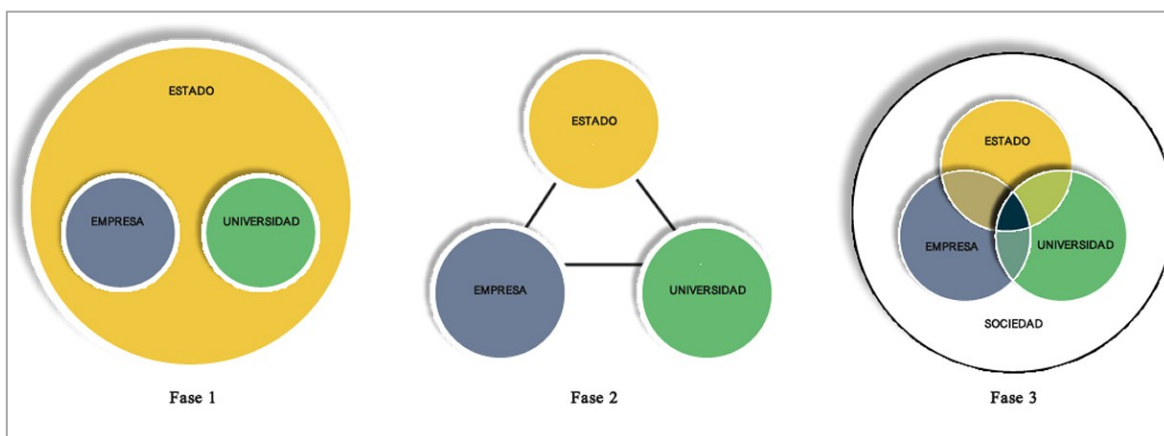 ESTADO
EMPRESA
UNIVERSIDAD
Fase 1
ESTADO
EMPRESA
UNIVERSIDAD
Fase 2
ESTADO
EMPRESA
UNIVERSIDAD
SOCIEDAD
Fase 3